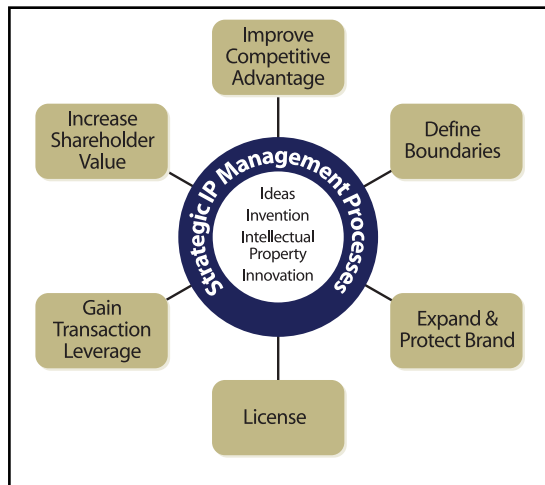 Improve
Competitive
Advantage
Increase
Shareholder
Value
Define
Boundaries
Strategic IP Management Processes
Ideas
Invention
Intellectual
Property
Innovation
Gain
Transaction
Leverage
Expand &
Protect Brand
License